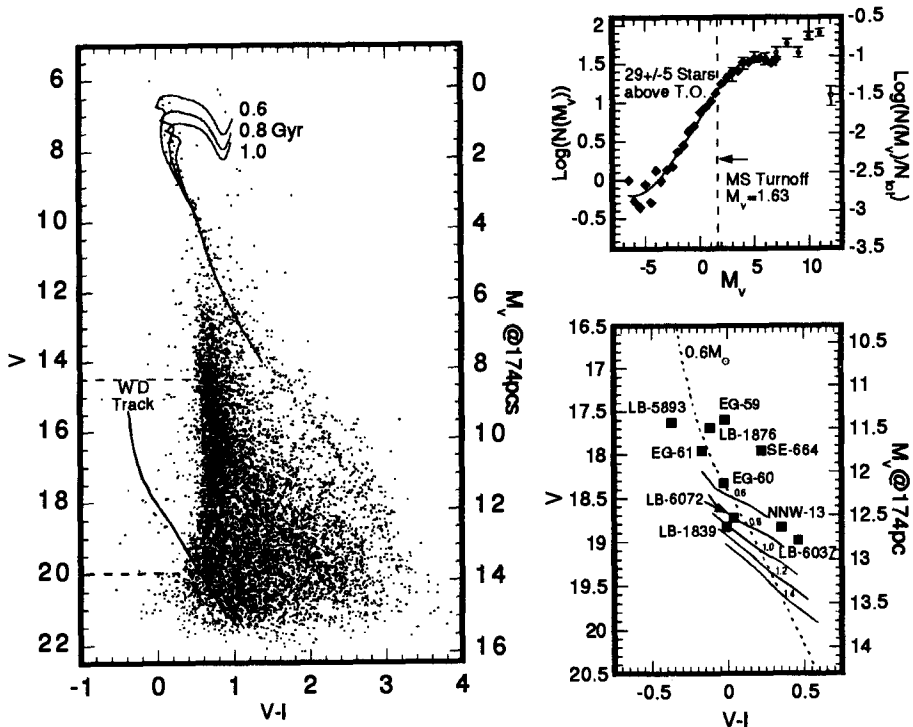 6
8
10
12
14
16
18
20
22
V
-1
0
1
2
3
4
V-I
0
2
4
6
8
10
12
14
16
M_v @174pcs
0.6
0.8 Gyr
1.0
WD
Track
2
1.5
1
0.5
0
-0.5
Log(N(M_v))
-5
0
5
10
M_v
-0.5
-1
-1.5
-2
-2.5
-3
-3.5
Log(N(M_v)/N_tot)
29+/-5 Stars
above T.O.
MS Turnoff
M_v=1.63
16.5
17
17.5
18
18.5
19
19.5
20
20.5
V
-0.5
0
0.5
V-I
11
11.5
12
12.5
13
13.5
14
M_v @174pc
0.6M
LB-5893
EG-59
LB-1876
EG-61
SE-664
EG-60
LB-6072
NNW-13
LB-1839
LB-6037
0.6
0.8
1.0
1.2
1.4